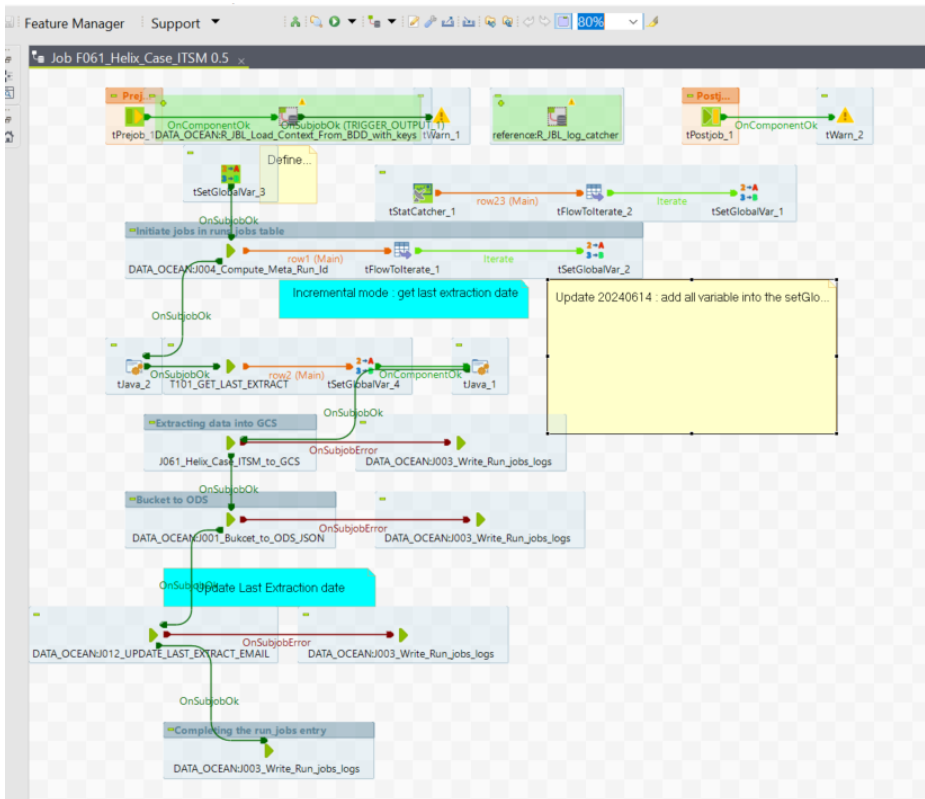 Feature Manager Support 80%
Job F061_Helix_Case_ITSM 0.5
Prej... Postj...
OnComponentOk OnSubjobOk (TRIGGER_OUTPUT_1) OnComponentOk
tPrejob_1 DATA_OCEAN:R_JBL_Load_Context_From_BDD_with_keys tWarn_1 reference:R_JBL_log_catcher tPostjob_1 tWarn_2
Define...
tSetGlobalVar_3
row23 (Main) Iterate
tStatCatcher_1 tFlowToIterate_2 tSetGlobalVar_1
OnSubjobOk
Initiate jobs in runs jobs table
row1 (Main) Iterate
DATA_OCEAN:J004_Compute_Meta_Run_Id tFlowToIterate_1 tSetGlobalVar_2
Incremental mode : get last extraction date
Update 20240614 : add all variable into the setGlo...
OnSubjobOk
OnSubjobOk row2 (Main) OnComponentOk
tJava_2 T101_GET_LAST_EXTRACT tSetGlobalVar_4 tJava_1
OnSubjobOk
Extracting data into GCS
OnSubjobError
J061_Helix_Case_ITSM_to_GCS DATA_OCEAN:J003_Write_Run_jobs_logs
OnSubjobOk
Bucket to ODS
OnSubjobError
DATA_OCEAN:J001_Bukcet_to_ODS_JSON DATA_OCEAN:J003_Write_Run_jobs_logs
OnSubjobOk
Update Last Extraction date
OnSubjobError
DATA_OCEAN:J012_UPDATE_LAST_EXTRACT_EMAIL DATA_OCEAN:J003_Write_Run_jobs_logs
OnSubjobOk
Completing the run jobs entry
DATA_OCEAN:J003_Write_Run_jobs_logs